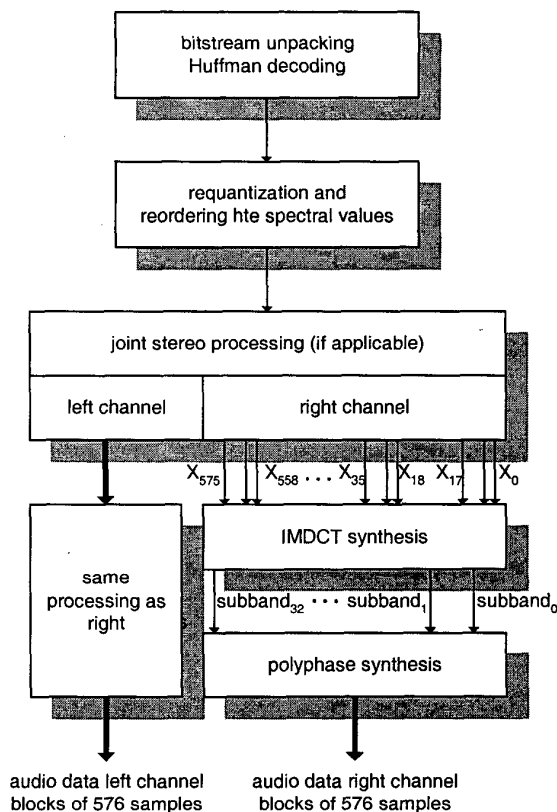 bitstream unpacking
Huffman decoding
requantization and
reordering hte spectral values
joint stereo processing (if applicable)
left channel
right channel
X575 X558 ... X35 X18 X17 X0
IMDCT synthesis
same
processing as
right
subband32 ... subband1 subband0
polyphase synthesis
audio data left channel
blocks of 576 samples
audio data right channel
blocks of 576 samples